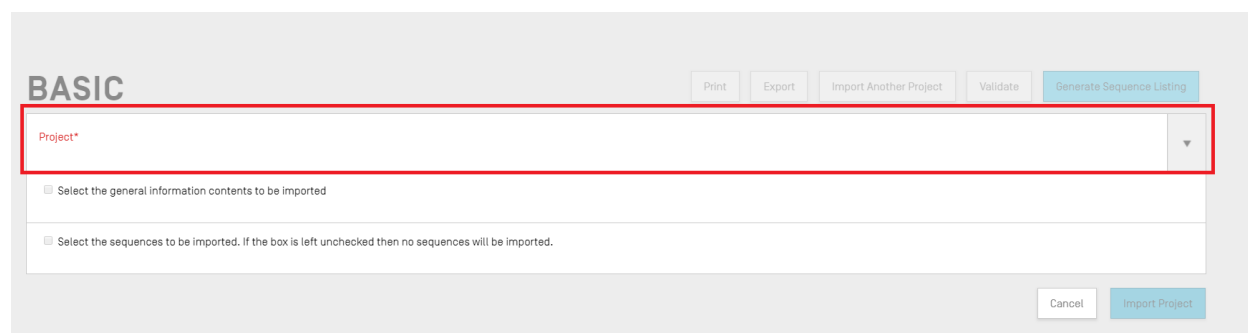 BASIC
Print
Export
Import Another Project
Validate
Generate Sequence Listing
Project*
Select the general information contents to be imported
Select the sequences to be imported. If the box is left unchecked then no sequences will be imported.
Cancel
Import Project